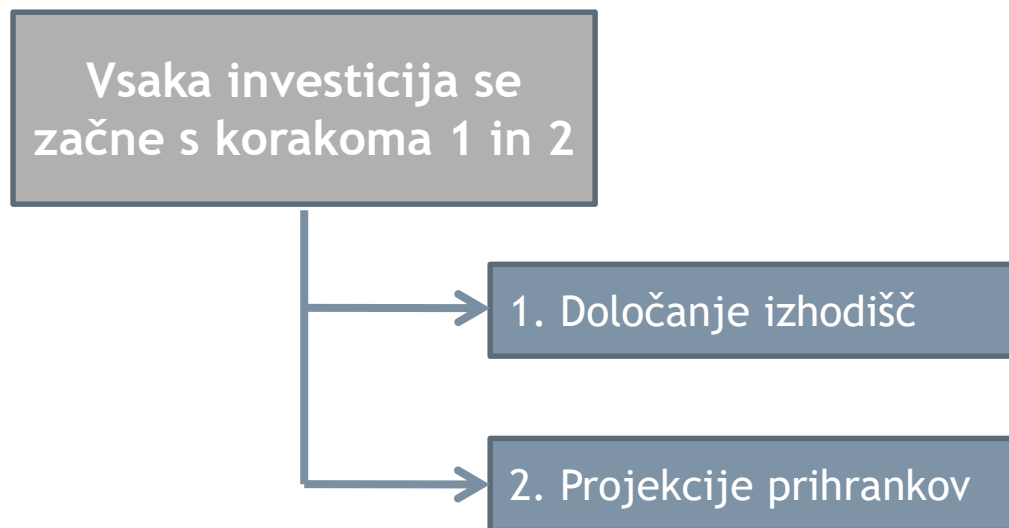 Vsaka investicija se
začne s korakoma 1 in 2
1. Določanje izhodišč
2. Projekcije prihrankov